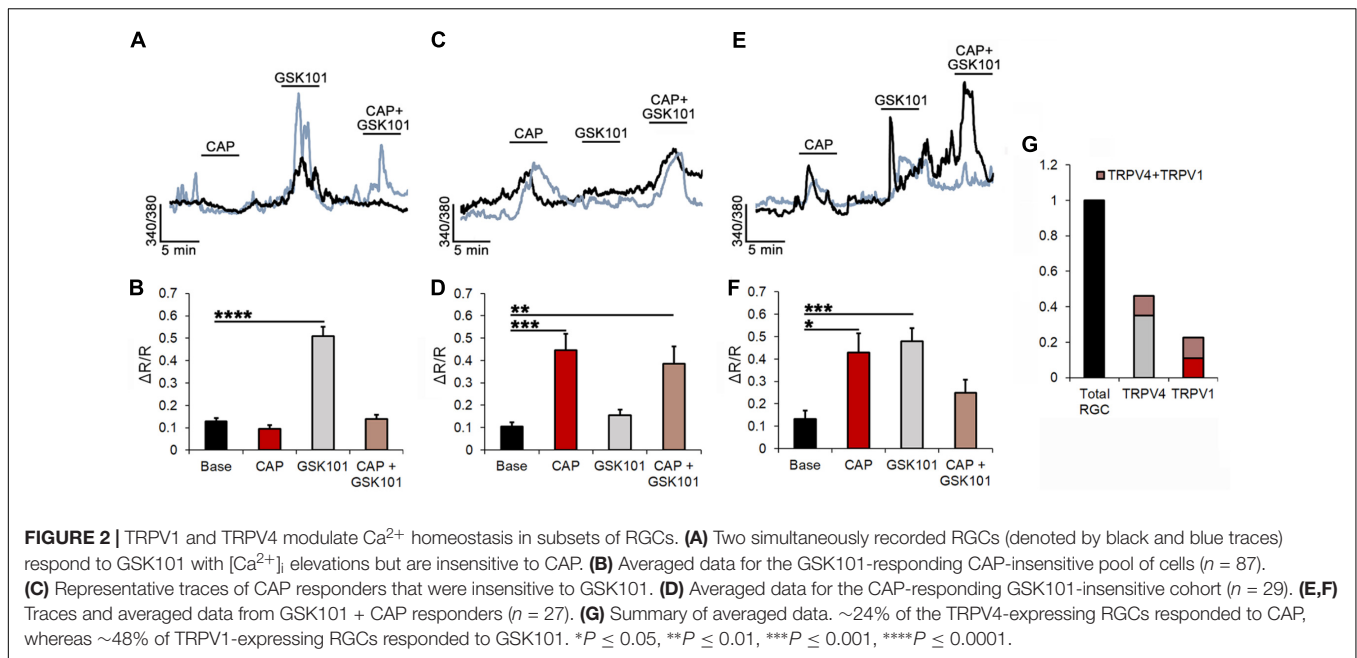 A
GSK101
CAP+
GSK101
CAP
340/380
5 min
C
CAP
GSK101
CAP+
GSK101
340/380
5 min
E
CAP
GSK101
CAP+
GSK101
340/380
5 min
G
1.2
1
0.8
0.6
0.4
0.2
0
TRPV4+TRPV1
Total
RGC
TRPV4
TRPV1
B
0.7
0.6
0.5
0.4
0.3
0.2
0.1
0
ΔR/R
****
Base
CAP
GSK101
CAP +
GSK101
D
0.7
0.6
0.5
0.4
0.3
0.2
0.1
0
ΔR/R
**
***
Base
CAP
GSK101
CAP +
GSK101
F
0.7
0.6
0.5
0.4
0.3
0.2
0.1
0
ΔR/R
***
*
Base
CAP
GSK101
CAP +
GSK101
FIGURE 2 | TRPV1 and TRPV4 modulate Ca2+ homeostasis in subsets of RGCs. (A) Two simultaneously recorded RGCs (denoted by black and blue traces)
respond to GSK101 with [Ca2+]i elevations but are insensitive to CAP. (B) Averaged data for the GSK101-responding CAP-insensitive pool of cells (n = 87).
(C) Representative traces of CAP responders that were insensitive to GSK101. (D) Averaged data for the CAP-responding GSK101-insensitive cohort (n = 29). (E,F)
Traces and averaged data from GSK101 + CAP responders (n = 27). (G) Summary of averaged data. ~24% of the TRPV4-expressing RGCs responded to CAP,
whereas ~48% of TRPV1-expressing RGCs responded to GSK101. *P ≤ 0.05, **P ≤ 0.01, ***P ≤ 0.001, ****P ≤ 0.0001.